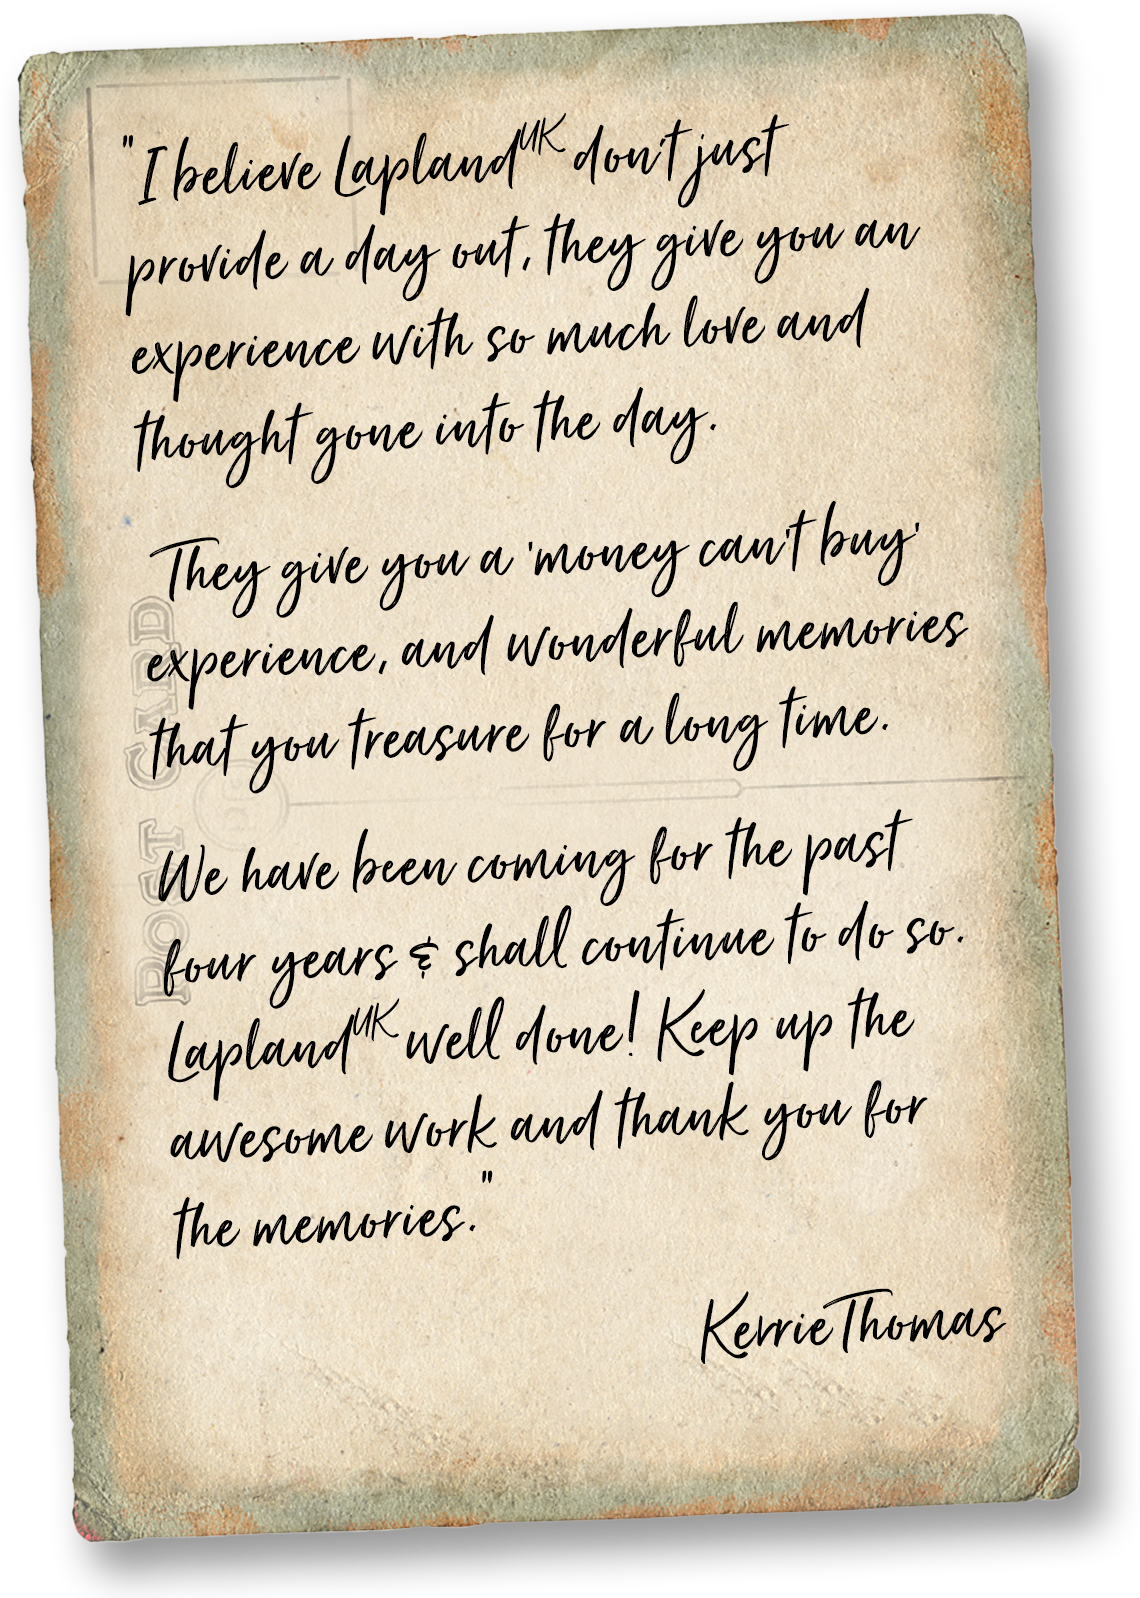 "I believe Lapland^UK don't just
provide a day out, they give you an
experience with so much love and
thought gone into the day.
They give you a 'money can't buy'
experience, and wonderful memories
that you treasure for a long time.
We have been coming for the past
four years & shall continue to do so.
Lapland^UK well done! Keep up the
awesome work and thank you for
the memories."
Kerrie Thomas
POST CARD